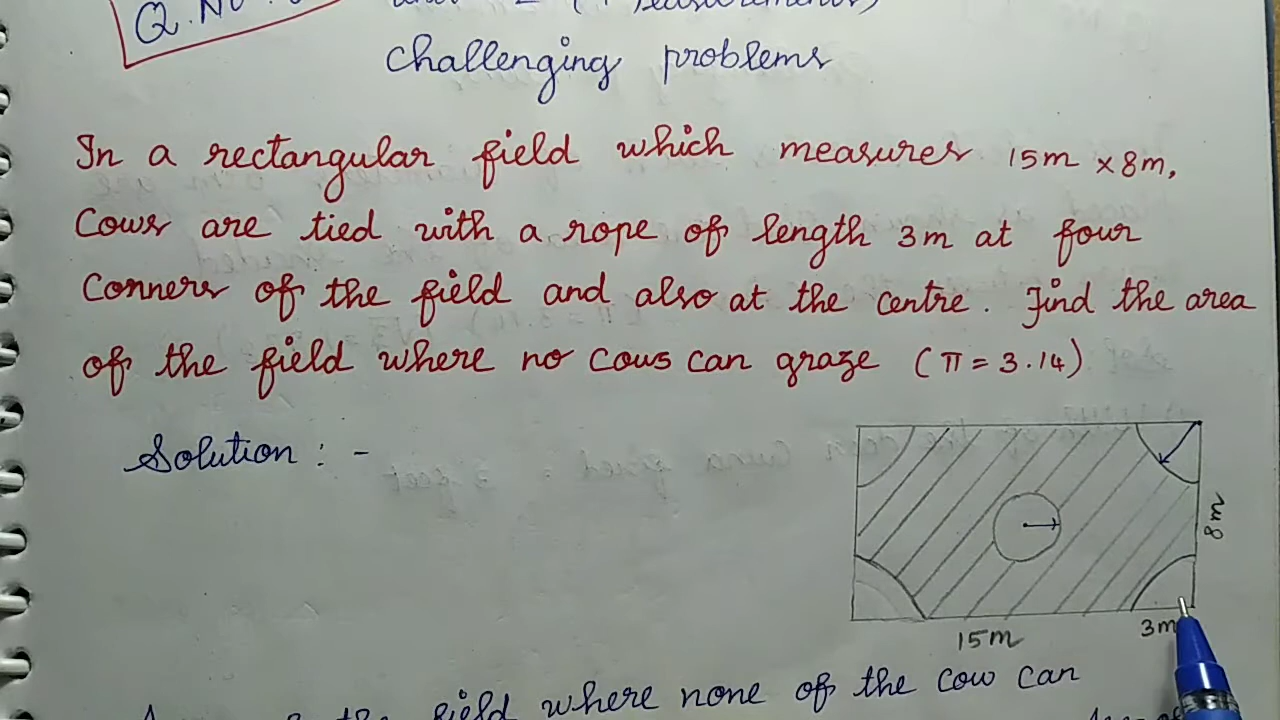 Q. No
challenging problems
In a rectangular field which measures 15m × 8m,
Cows are tied with a rope of length 3m at four
Conners of the field and also at the centre. Find the area
of the field where no cows can graze (π = 3.14)
Solution : -
8m
15m
3m
field where none of the cow can